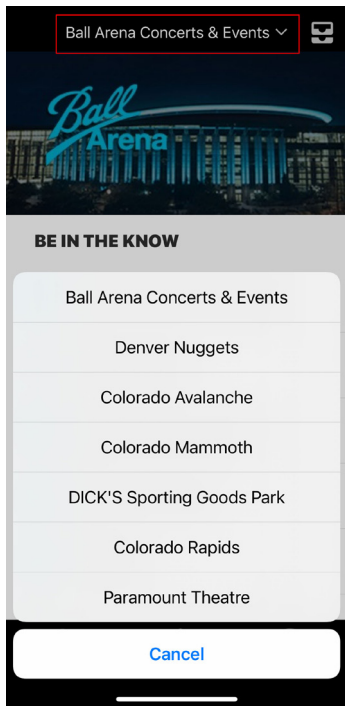 Ball Arena Concerts & Events
Ball
Arena
BE IN THE KNOW
Ball Arena Concerts & Events
Denver Nuggets
Colorado Avalanche
Colorado Mammoth
DICK'S Sporting Goods Park
Colorado Rapids
Paramount Theatre
Cancel